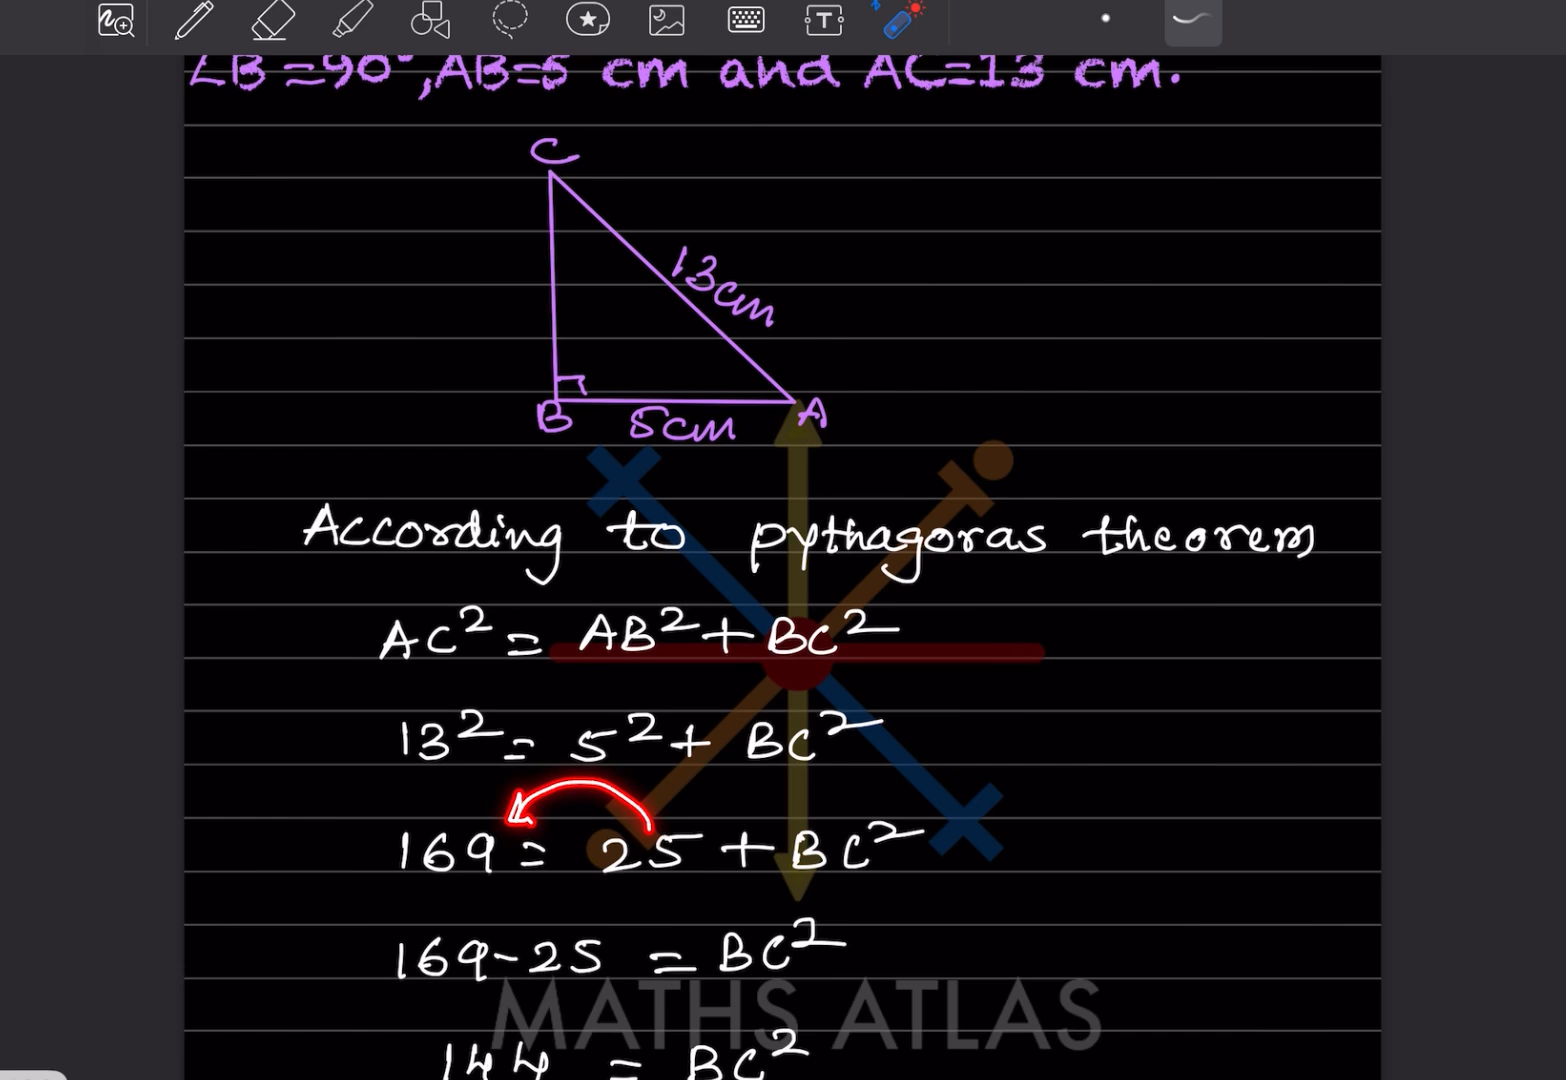 ∠B=90°,AB=5 cm and AC=13 cm.
C
13cm
B
5cm
A
According to pythagoras theorem
AC²= AB²+BC²
13²= 5²+ BC²
169= 25 +BC²
169-25 = BC²
MATHS ATLAS
144 = BC²